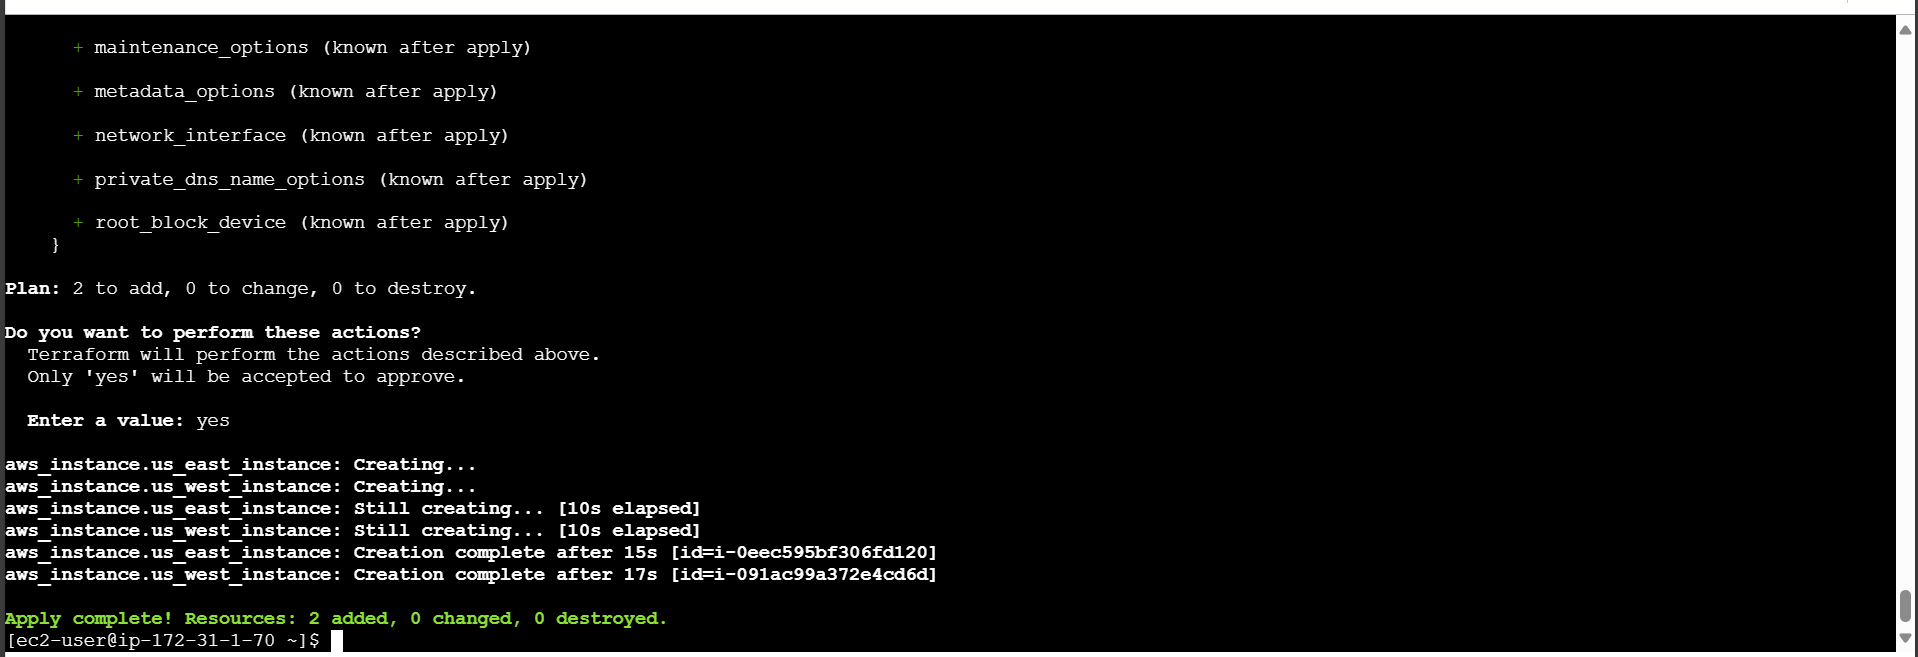 + maintenance_options (known after apply)
+ metadata_options (known after apply)
+ network_interface (known after apply)
+ private_dns_name_options (known after apply)
+ root_block_device (known after apply)
}
Plan: 2 to add, 0 to change, 0 to destroy.
Do you want to perform these actions?
Terraform will perform the actions described above.
Only 'yes' will be accepted to approve.
Enter a value: yes
aws_instance.us_east_instance: Creating...
aws_instance.us_west_instance: Creating...
aws_instance.us_east_instance: Still creating... [10s elapsed]
aws_instance.us_west_instance: Still creating... [10s elapsed]
aws_instance.us_east_instance: Creation complete after 15s [id=i-0eec595bf306fd120]
aws_instance.us_west_instance: Creation complete after 17s [id=i-091ac99a372e4cd6d]
Apply complete! Resources: 2 added, 0 changed, 0 destroyed.
[ec2-user@ip-172-31-1-70 ~]$